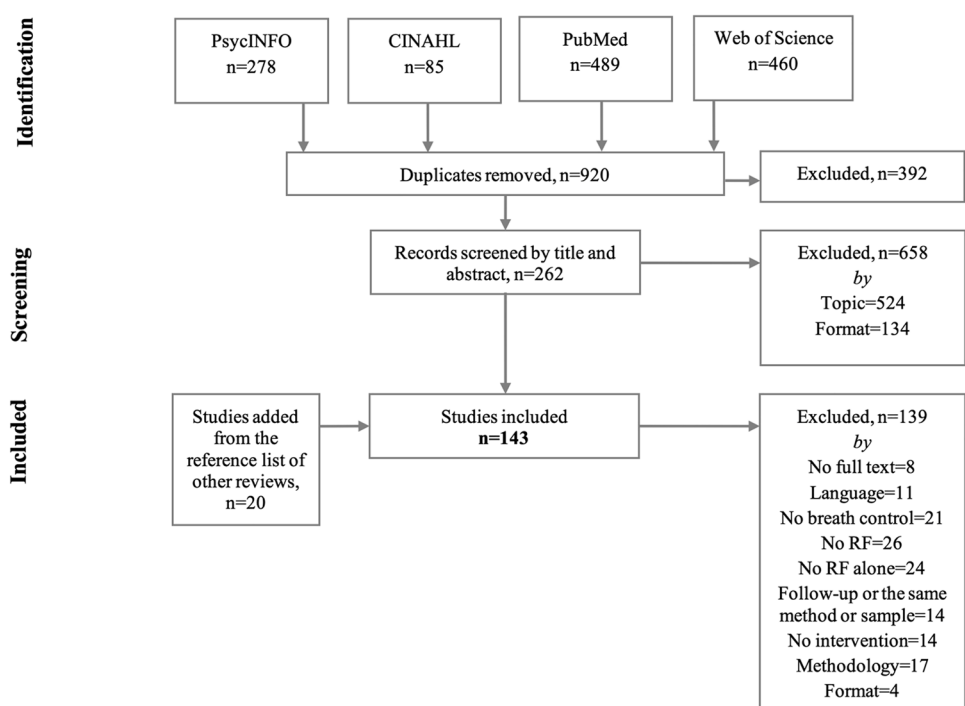 Identification
PsycINFO
n=278
CINAHL
n=85
PubMed
n=489
Web of Science
n=460
Duplicates removed, n=920
Excluded, n=392
Screening
Records screened by title and
abstract, n=262
Excluded, n=658
by
Topic=524
Format=134
Included
Studies added
from the
reference list of
other reviews,
n=20
Studies included
n=143
Excluded, n=139
by
No full text=8
Language=11
No breath control=21
No RF=26
No RF alone=24
Follow-up or the same
method or sample=14
No intervention=14
Methodology=17
Format=4